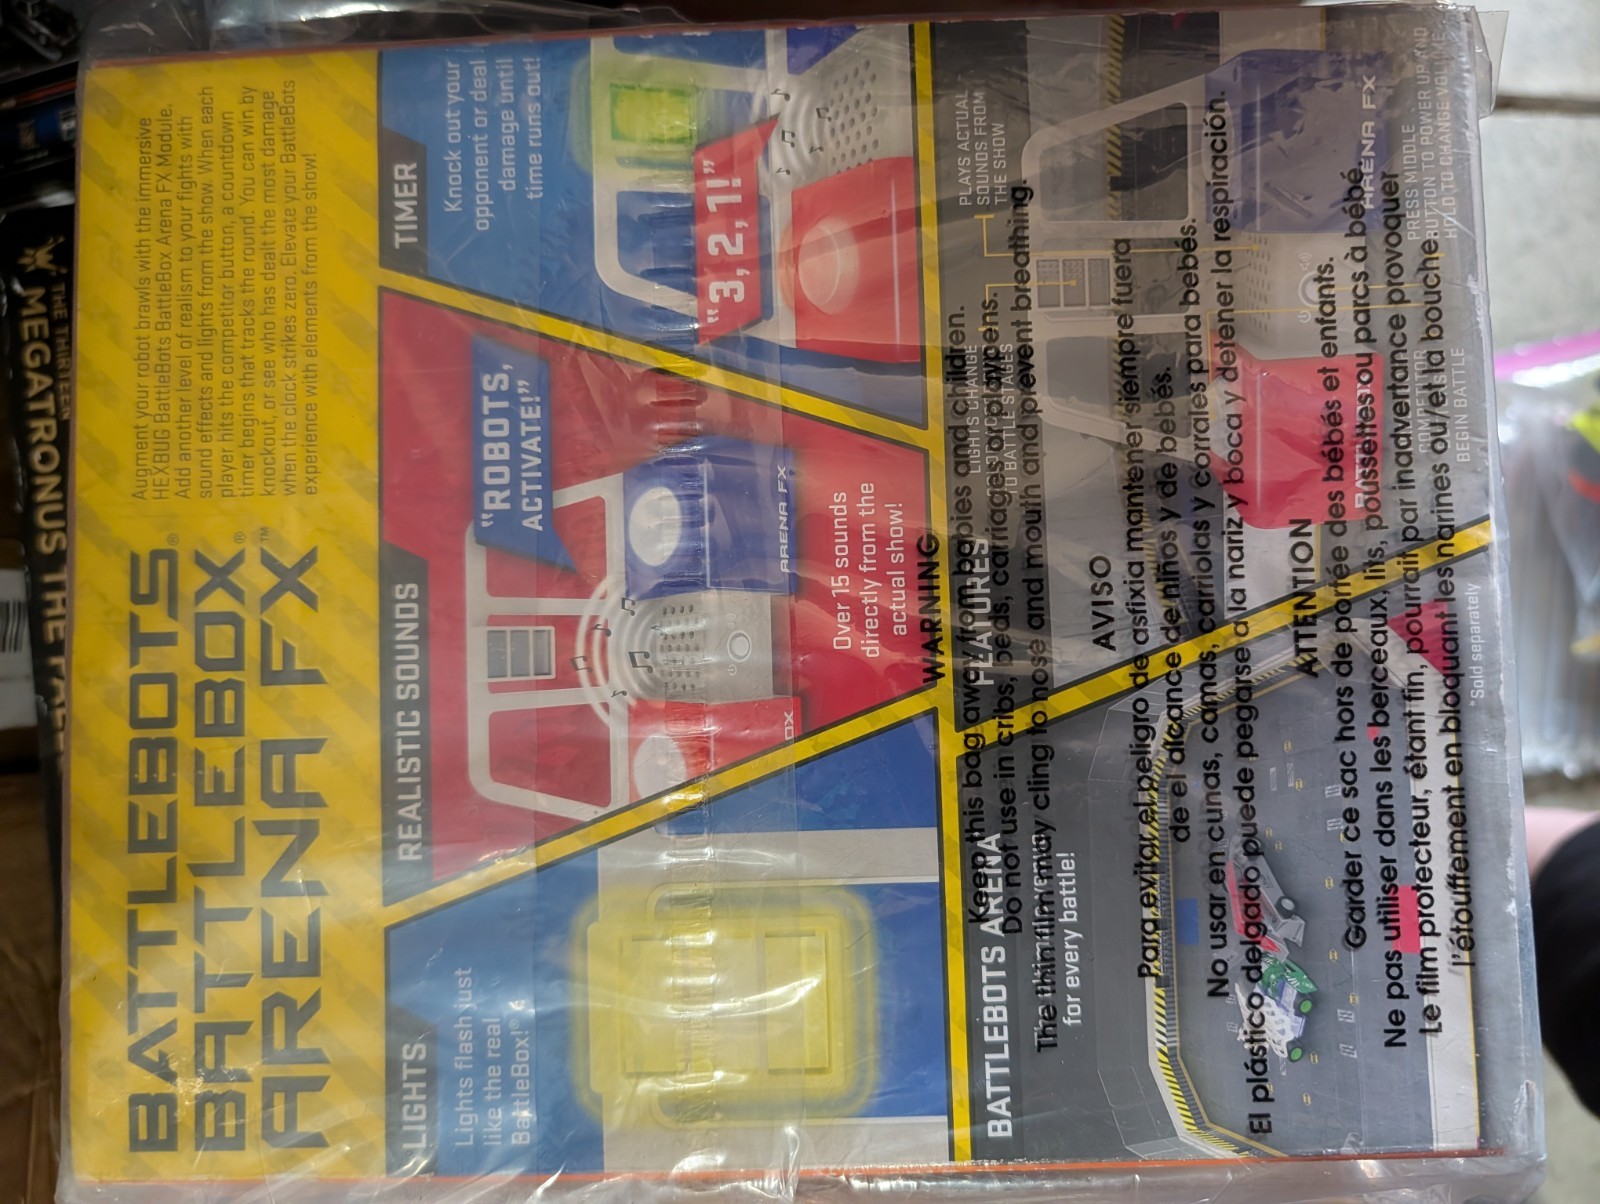 BATTLEBOTS®
BATTLEBOX®
ARENA FX™
Augment your robot brawls with the immersive
HEXBUG BattleBots BattleBox Arena FX Module.
Add another level of realism to your fights with
sound effects and lights from the show. When each
player hits the competitor button, a countdown
timer begins that tracks the round. You can win by
knockout, or see who has dealt the most damage
when the clock strikes zero. Elevate your BattleBots
experience with elements from the show!
LIGHTS
Lights flash just
like the real
BattleBox!®
REALISTIC SOUNDS
"ROBOTS,
ACTIVATE!"
ARENA FX
OX
Over 15 sounds
directly from the
actual show!
TIMER
Knock out your
opponent or deal
damage until
time runs out!
"3, 2, 1!"
BATTLEBOTS ARENA
for every battle!
*Sold separately
FEATURES
LIGHTS CHANGE
TO BATTLE STAGES
PLAYS ACTUAL
SOUNDS FROM
THE SHOW
ARENA FX
COMPETITOR
BEGIN BATTLE
PRESS MIDDLE
BUTTON TO POWER UP AND
HOLD TO CHANGE VOLUME
WARNING
Keep this bag away from babies and children.
Do not use in cribs, beds, carriages or playpens.
The thin film may cling to nose and mouth and prevent breathing.
AVISO
Para evitar el peligro de asfixia mantener siempre fuera
de el alcance de niños y de bebés.
No usar en cunas, camas, carriolas y corrales para bebés.
El plástico delgado puede pegarse a la nariz y boca y detener la respiración.
ATTENTION
Garder ce sac hors de portée des bébés et enfants.
Ne pas utiliser dans les berceaux, lits, poussettes ou parcs à bébé.
Le film protecteur, étant fin, pourrait par inadvertance provoquer
l'étouffement en bloquant les narines ou/et la bouche.
THE THIRTEEN
MEGATRONUS THE